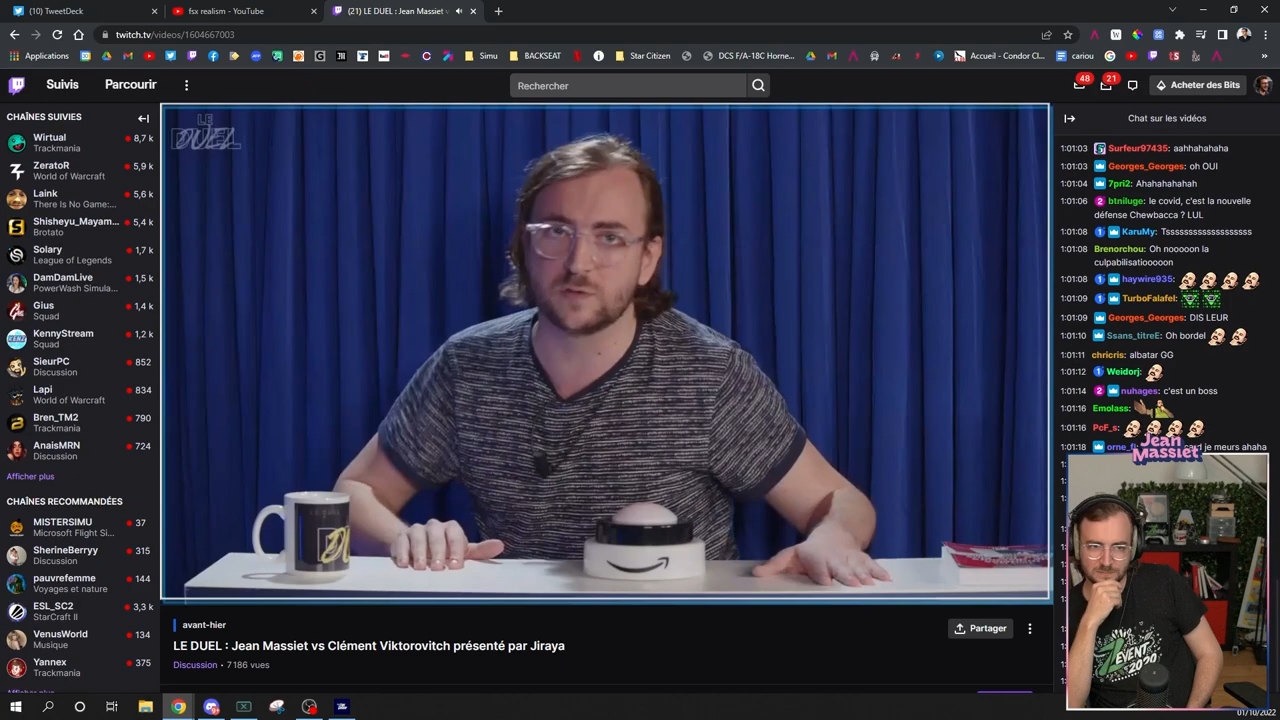 (10) TweetDeck
fsx realism - YouTube
(21) LE DUEL : Jean Massiet v
twitch.tv/videos/1604667003
Applications
Simu
BACKSEAT
Star Citizen
DCS F/A-18C Horne...
Accueil - Condor Cl...
cariou
Suivis
Parcourir
Rechercher
48
21
Acheter des Bits
CHAÎNES SUIVIES
Wirtual
8,7 k
Trackmania
ZeratoR
5,9 k
World of Warcraft
Laink
5,6 k
There Is No Game:...
Shisheyu_Mayam...
5,4 k
Brotato
Solary
1,7 k
League of Legends
DamDamLive
1,5 k
PowerWash Simula...
Gius
1,4 k
Squad
KennyStream
1,2 k
Squad
SieurPC
852
Discussion
Lapi
834
World of Warcraft
Bren_TM2
790
Trackmania
AnaisMRN
724
Discussion
Afficher plus
CHAÎNES RECOMMANDÉES
MISTERSIMU
37
Microsoft Flight Si...
SherineBerryy
315
Discussion
pauvrefemme
144
Voyages et nature
ESL_SC2
3,3 k
StarCraft II
VenusWorld
134
Musique
Yannex
375
Trackmania
Afficher plus
LE
DUEL
avant-hier
LE DUEL : Jean Massiet vs Clément Viktorovitch présenté par Jiraya
Discussion • 7 186 vues
Partager
Chat sur les vidéos
1:01:03 Surfeur97435: aahhahahaha
1:01:03 Georges_Georges: oh OUI
1:01:04 7pri2: Ahahahahahah
1:01:06 btniluge: le covid, c'est la nouvelle
défense Chewbacca ? LUL
1:01:08 KaruMy: Tsssssssssssssssssss
1:01:08 Brenorchou: Oh nooooon la
culpabilisatiooooon
1:01:08 haywire935:
1:01:09 TurboFalafel:
1:01:09 Georges_Georges: DIS LEUR
1:01:10 Ssans_titreE: Oh bordel
1:01:11 chricris: albatar GG
1:01:12 Weidorj:
1:01:14 nuhages: c'est un boss
1:01:16 Emolass:
1:01:16 PcF_s:
1:01:18 je meurs ahaha
Jean
Massiet
ZEVENT
2020
01/10/2022